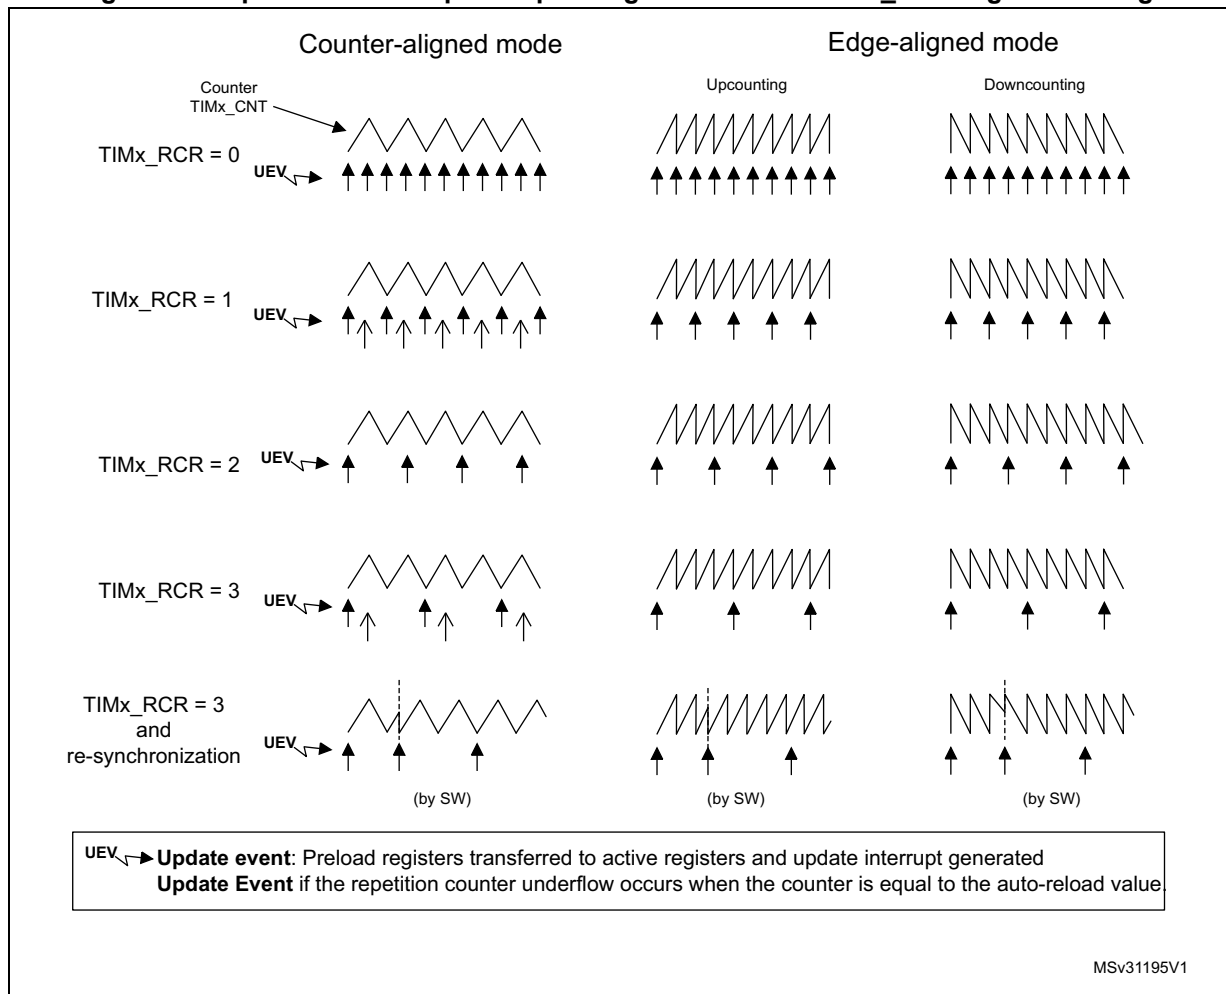 Counter-aligned mode Edge-aligned mode
Counter
TIMx_CNT
Upcounting Downcounting
TIMx_RCR = 0
UEV
TIMx_RCR = 1
UEV
TIMx_RCR = 2
UEV
TIMx_RCR = 3
UEV
TIMx_RCR = 3
and
re-synchronization
UEV
(by SW) (by SW) (by SW)
UEV Update event: Preload registers transferred to active registers and update interrupt generated
Update Event if the repetition counter underflow occurs when the counter is equal to the auto-reload value.
MSv31195V1